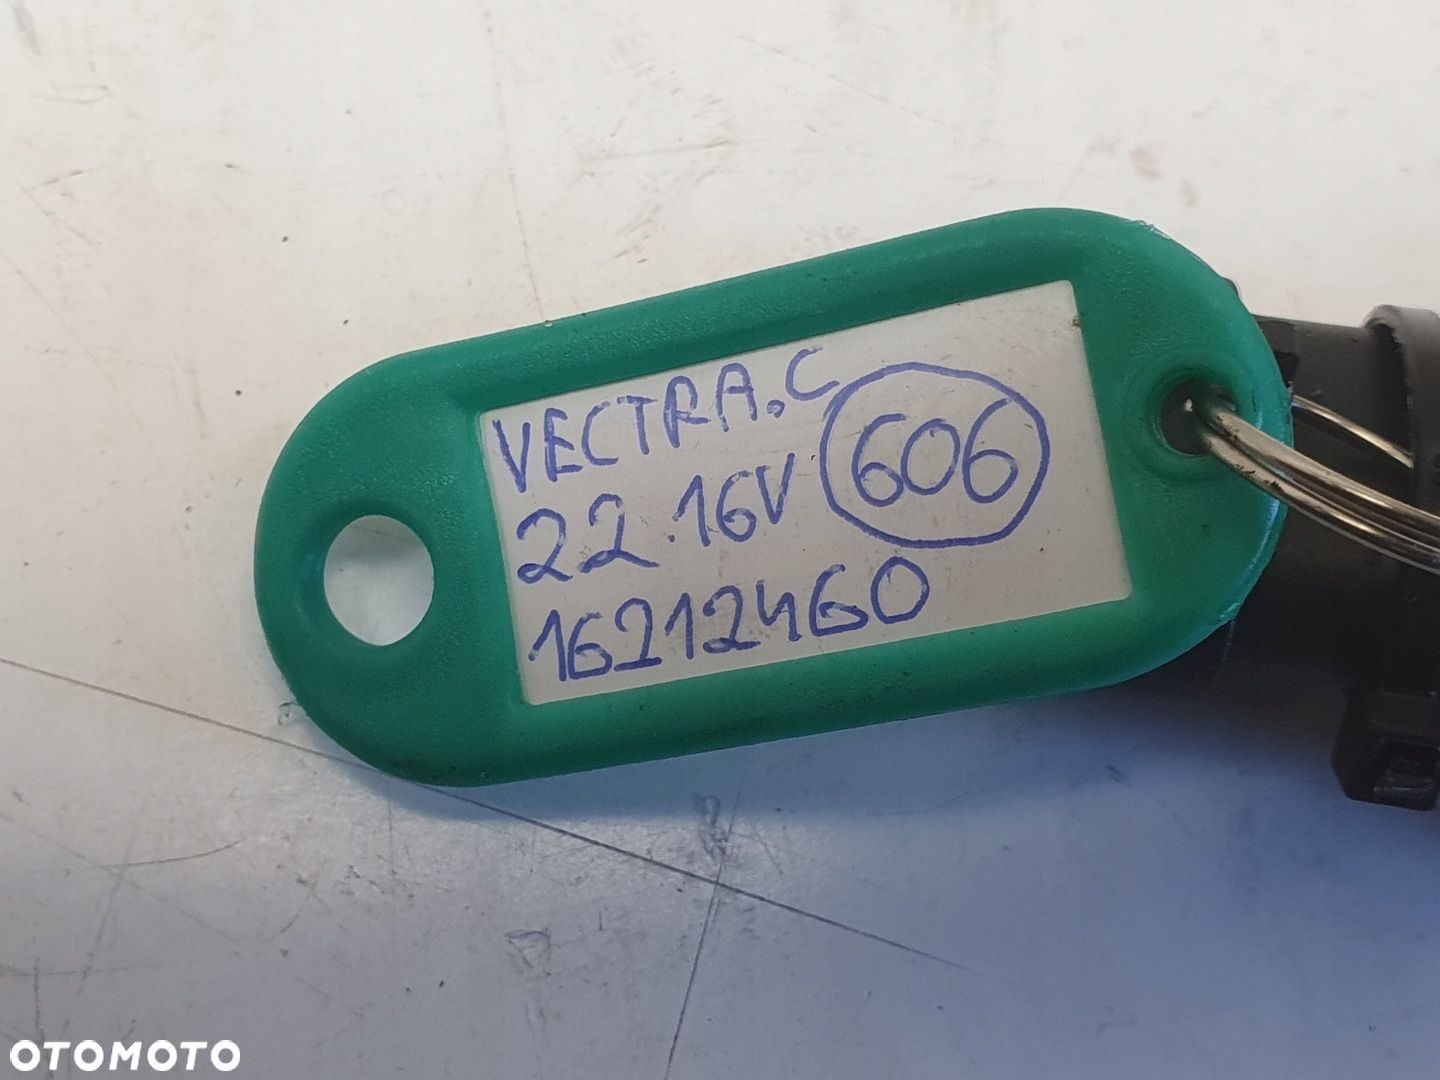 VECTRA.C
22.16V 606
16212460
OTOMOTO